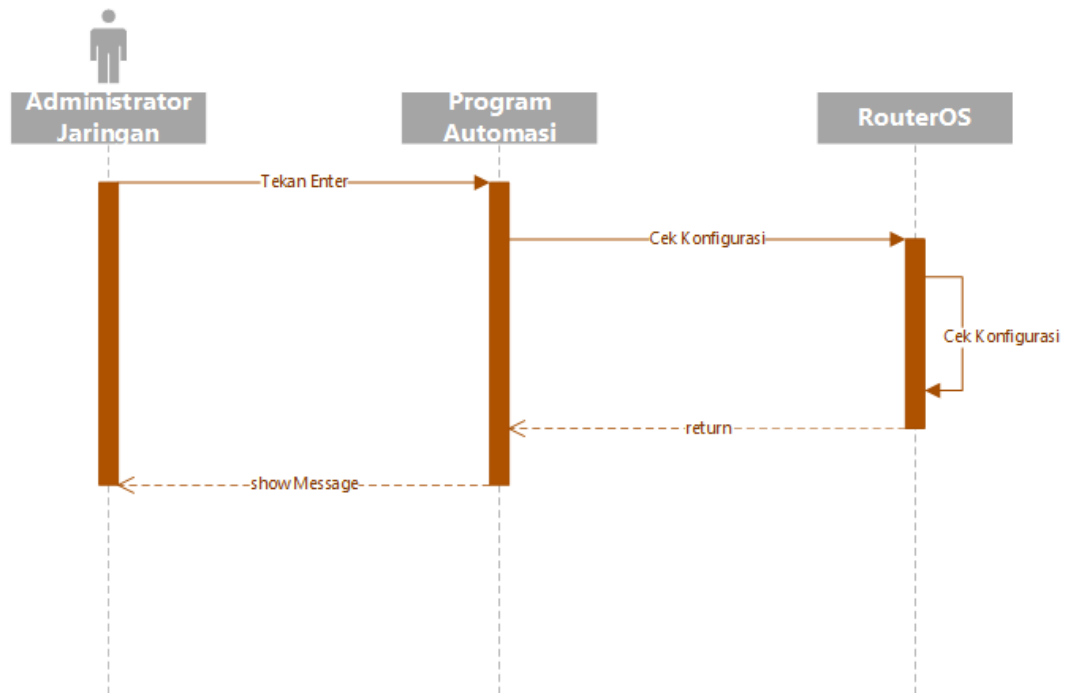 Administrator
Jaringan
Program
Automasi
RouterOS
Tekan Enter
Cek Konfigurasi
Cek Konfigurasi
return
showMessage